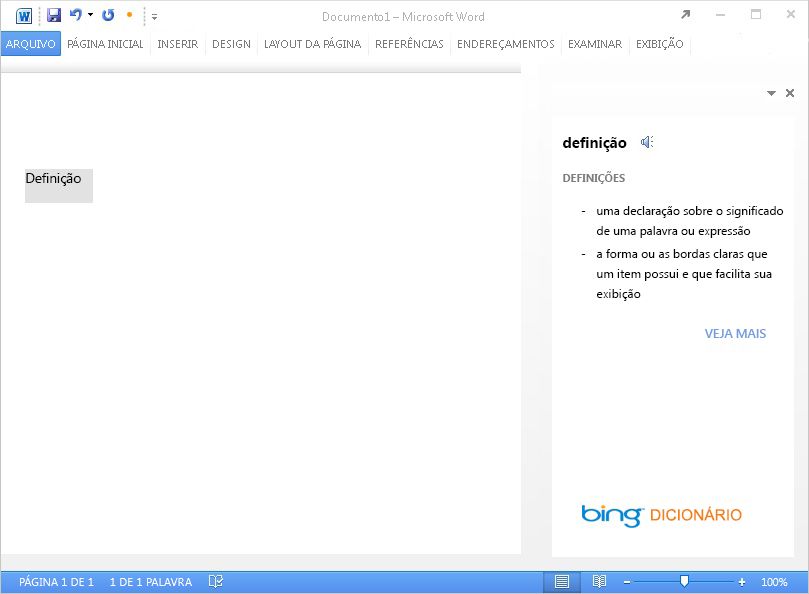 Documento1 – Microsoft Word
ARQUIVO PÁGINA INICIAL INSERIR DESIGN LAYOUT DA PÁGINA REFERÊNCIAS ENDEREÇAMENTOS EXAMINAR EXIBIÇÃO
Definição
definição
DEFINIÇÕES
- uma declaração sobre o significado
de uma palavra ou expressão
- a forma ou as bordas claras que
um item possui e que facilita sua
exibição
VEJA MAIS
bing DICIONÁRIO
PÁGINA 1 DE 1 1 DE 1 PALAVRA 100%